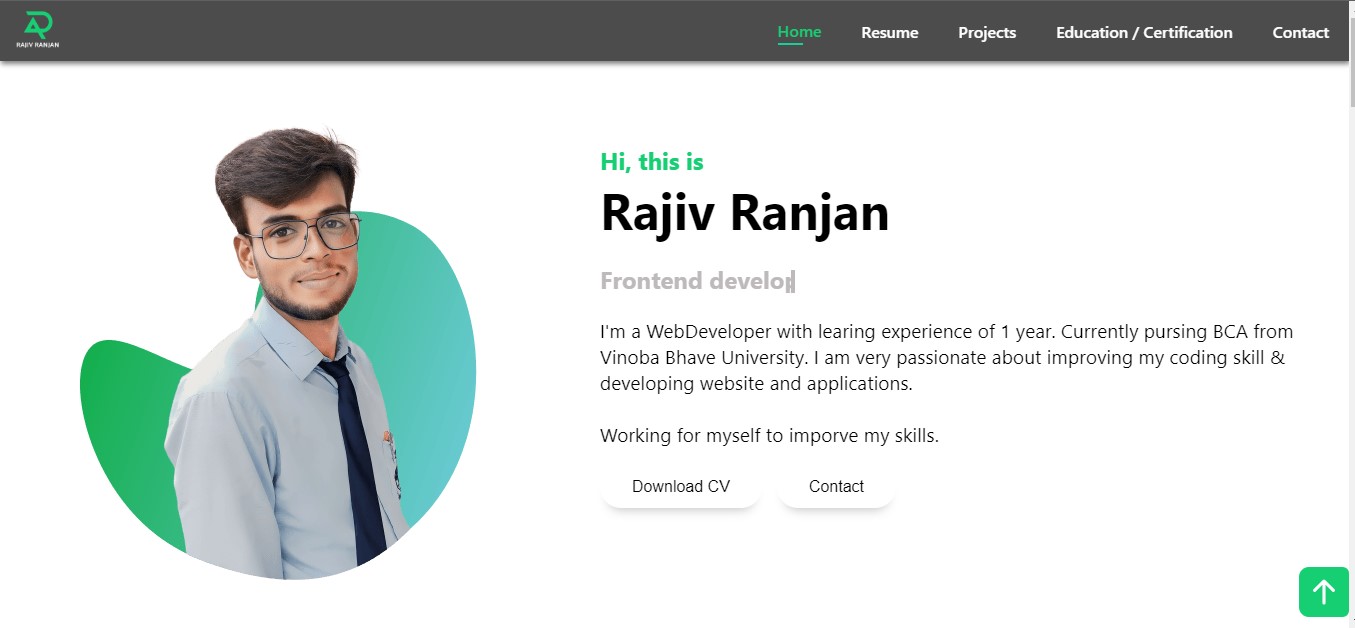 RAJIV RANJAN
Home Resume Projects Education / Certification Contact
Hi, this is
Rajiv Ranjan
Frontend develop
I'm a WebDeveloper with learing experience of 1 year. Currently pursing BCA from
Vinoba Bhave University. I am very passionate about improving my coding skill &
developing website and applications.
Working for myself to imporve my skills.
Download CV Contact